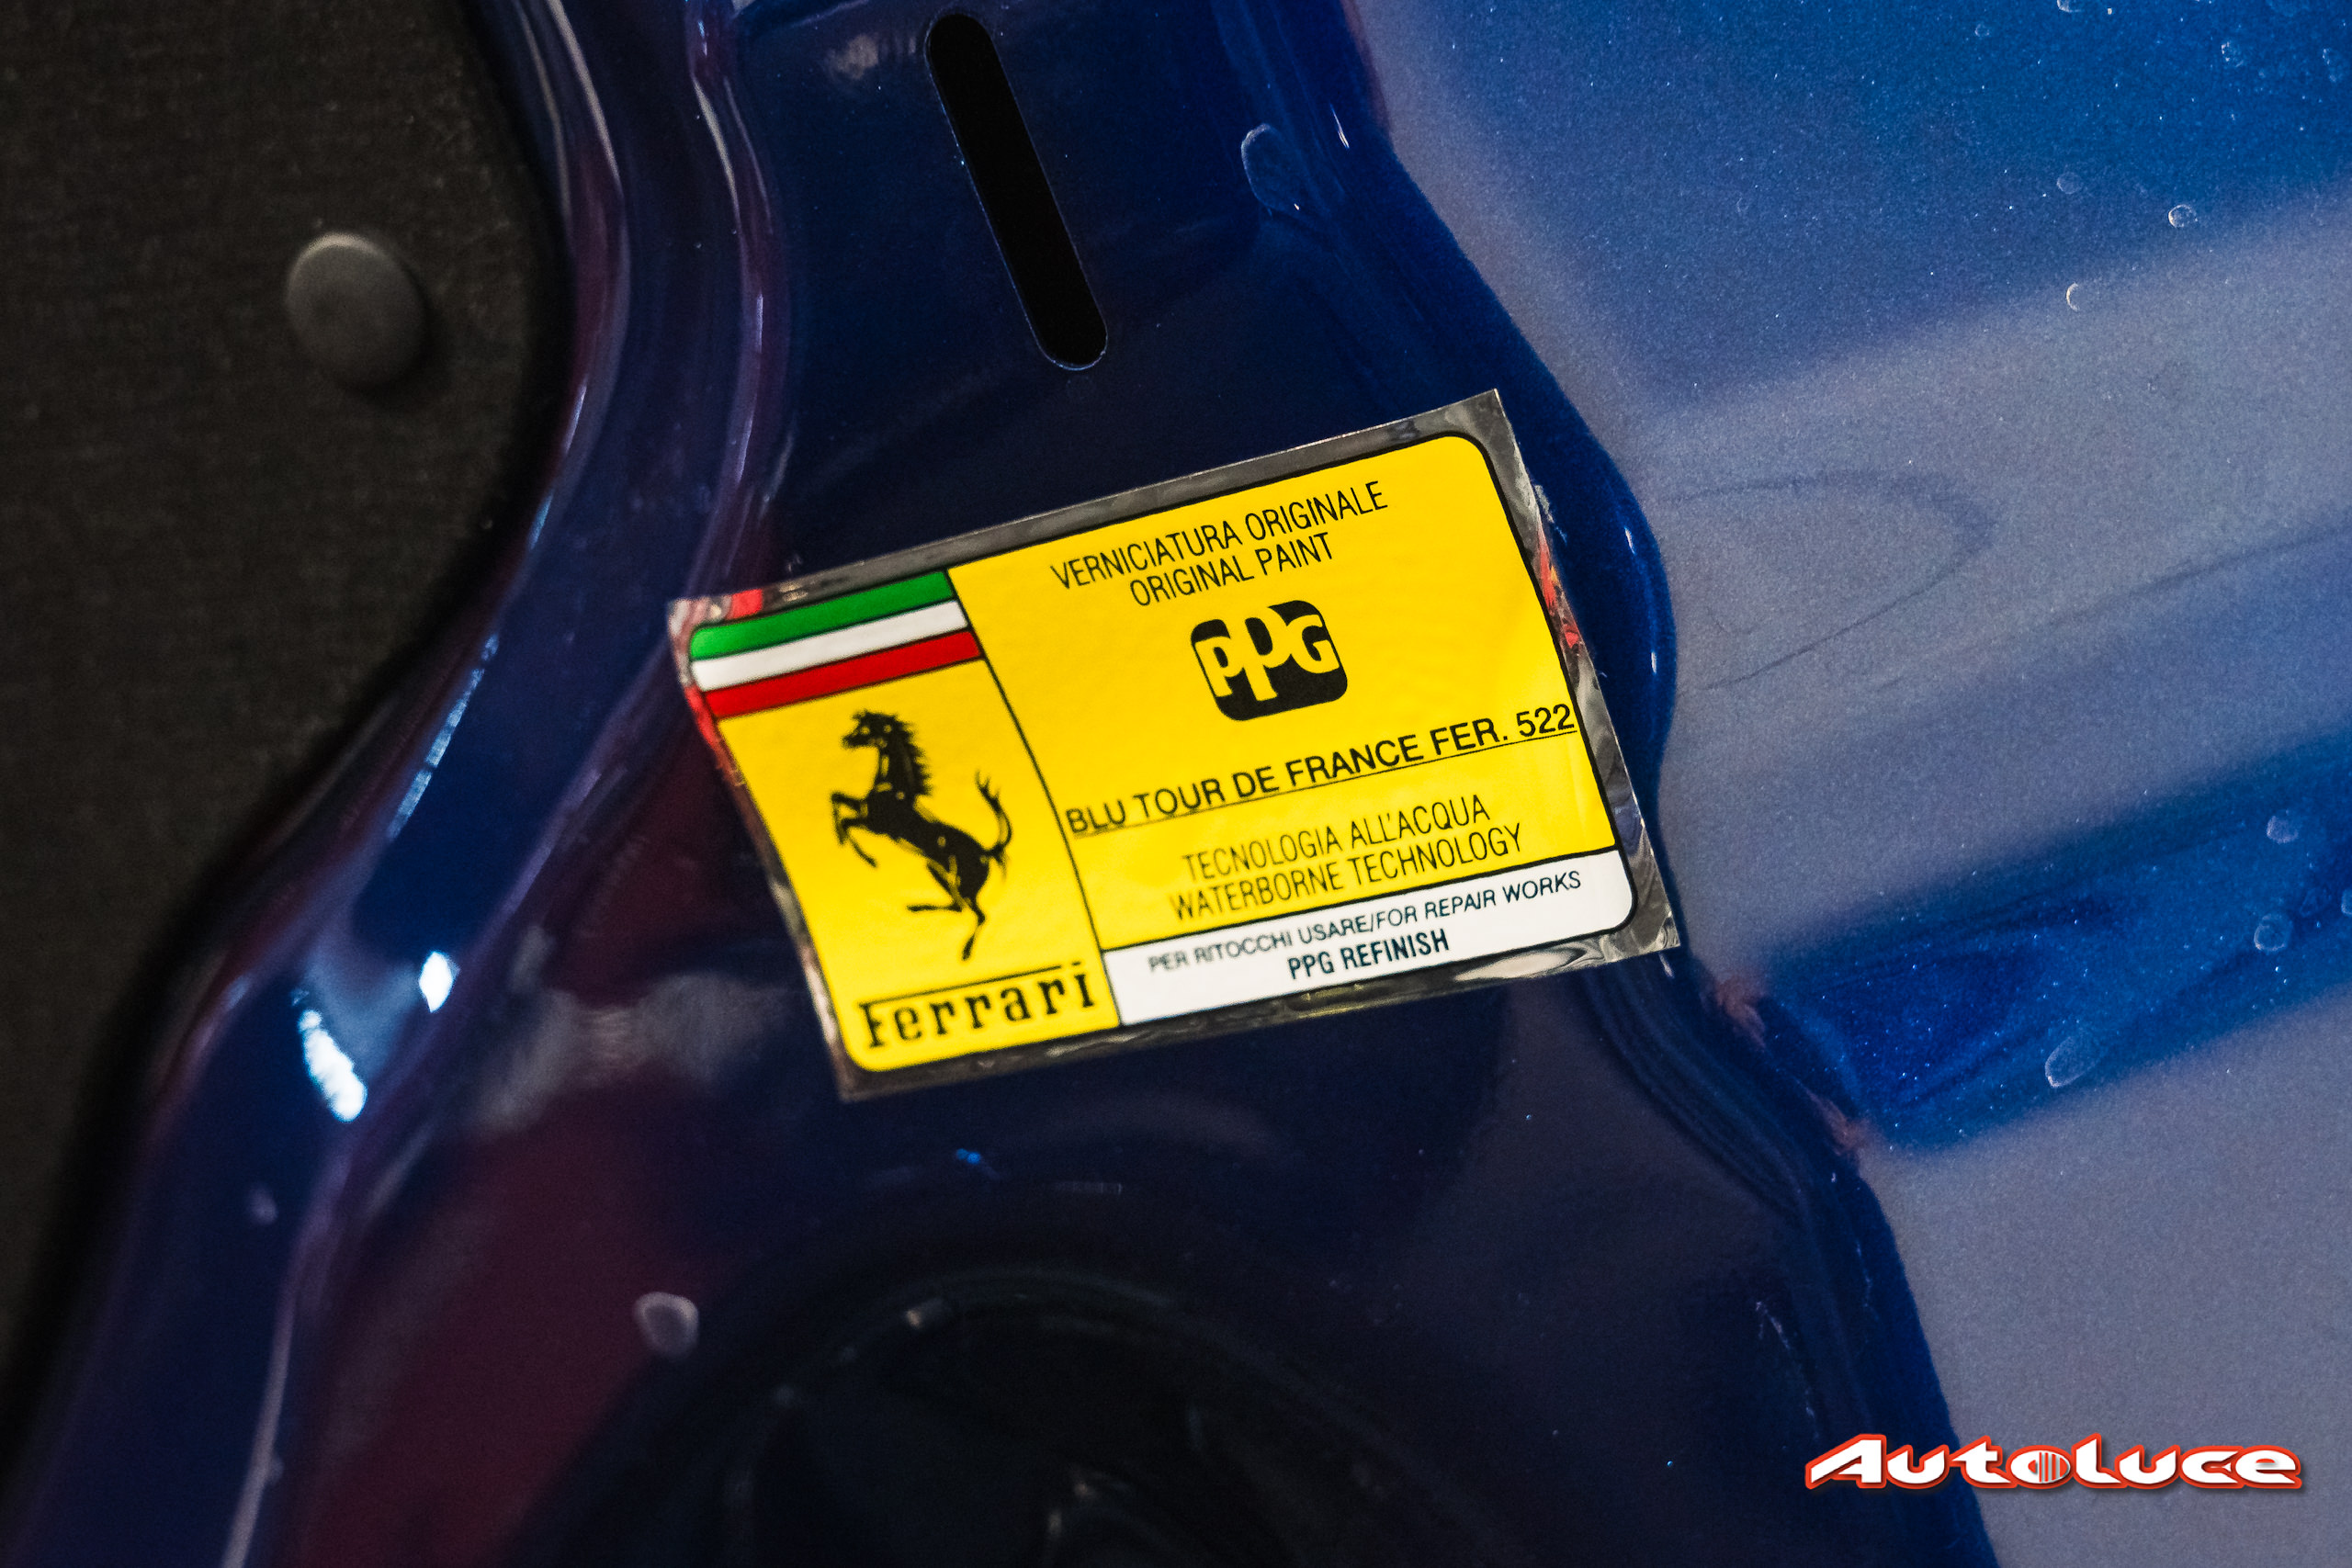 VERNICIATURA ORIGINALE
ORIGINAL PAINT
PPG
BLU TOUR DE FRANCE FER. 522
TECNOLOGIA ALL'ACQUA
WATERBORNE TECHNOLOGY
PER RITOCCHI USARE/FOR REPAIR WORKS
PPG REFINISH
Ferrari
Autoluce